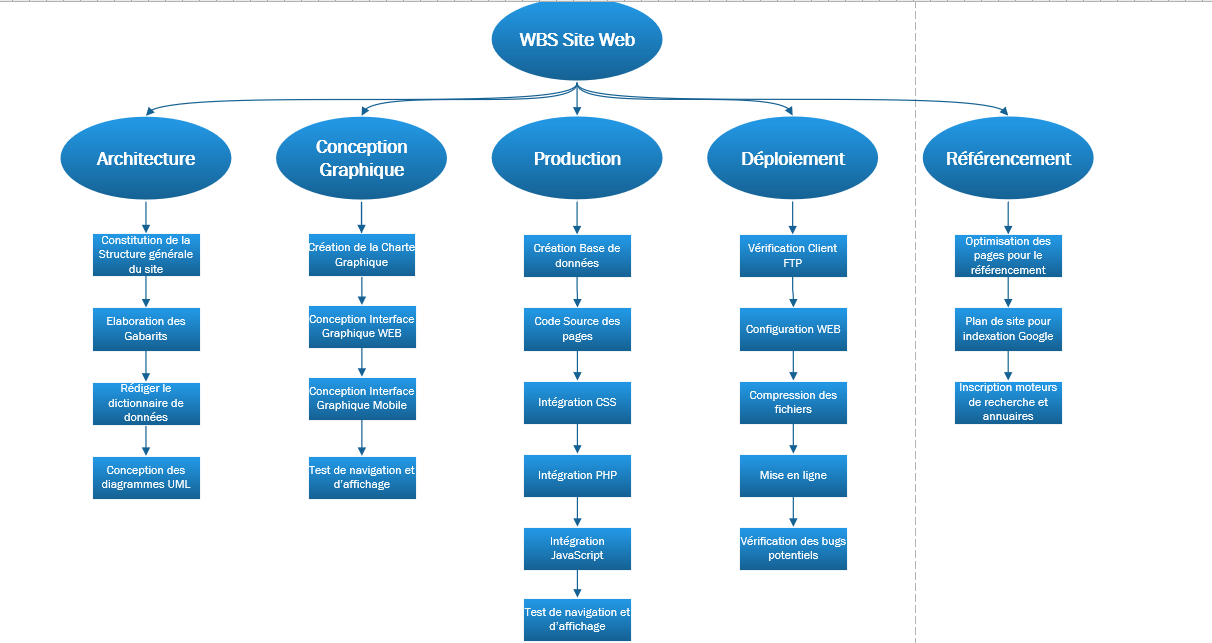 WBS Site Web
Architecture
Conception
Graphique
Production
Déploiement
Référencement
Constitution de la
Structure générale
du site
Elaboration des
Gabarits
Rédiger le
dictionnaire de
données
Conception des
diagrammes UML
Création de la Charte
Graphique
Conception Interface
Graphique WEB
Conception Interface
Graphique Mobile
Test de navigation et
d'affichage
Création Base de
données
Code Source des
pages
Intégration CSS
Intégration PHP
Intégration
JavaScript
Test de navigation et
d'affichage
Vérification Client
FTP
Configuration WEB
Compression des
fichiers
Mise en ligne
Vérification des bugs
potentiels
Optimisation des
pages pour le
référencement
Plan de site pour
indexation Google
Inscription moteurs
de recherche et
annuaires